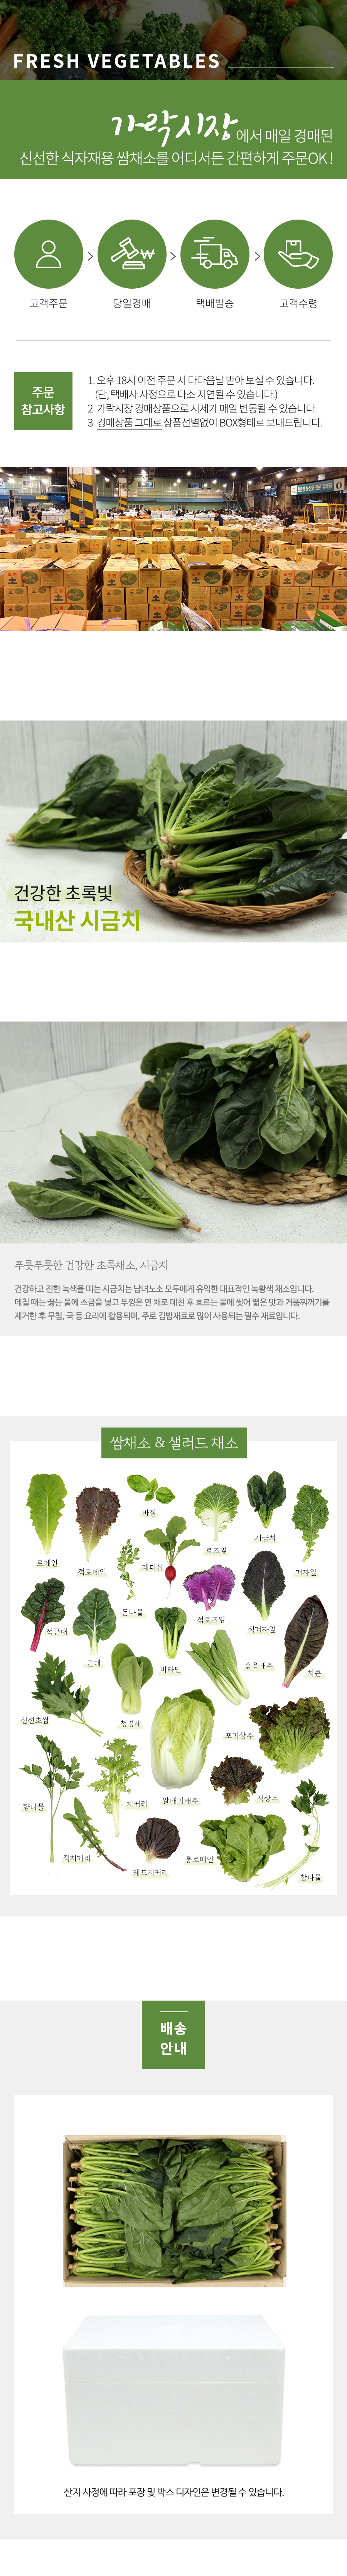 FRESH VEGETABLES
가락시장에서 매일 경매된
신선한 식자재용 쌈채소를 어디서든 간편하게 주문OK!
고객주문
당일경매
택배발송
고객수령
주문
참고사항
1. 오후 18시 이전 주문 시 다다음날 받아 보실 수 있습니다.
(단, 택배사 사정으로 다소 지연될 수 있습니다.)
2. 가락시장 경매상품으로 시세가 매일 변동될 수 있습니다.
3. 경매상품 그대로 상품선별없이 BOX형태로 보내드립니다.
건강한 초록빛
국내산 시금치
푸릇푸릇한 건강한 초록채소, 시금치
건강하고 진한 녹색을 띠는 시금치는 남녀노소 모두에게 유익한 대표적인 녹황색 채소입니다.
데칠 때는 끓는 물에 소금을 넣고 뚜껑은 연 채로 데친 후 흐르는 물에 씻어 떫은 맛과 거품찌꺼기를
제거한 후 무침, 국 등 요리에 활용되며, 주로 김밥재료로 많이 사용되는 필수 재료입니다.
쌈채소 & 샐러드 채소
로메인
적로메인
바질
레디쉬
로즈일
시금치
겨자일
적근대
돈나물
적로즈일
적겨자일
근대
비타민
솎음배추
치콘
신선초쌈
청경채
포기상추
향나물
치커리
알배기배추
적상추
적치커리
레드치커리
통로메인
참나물
배송
안내
산지 사정에 따라 포장 및 박스 디자인은 변경될 수 있습니다.